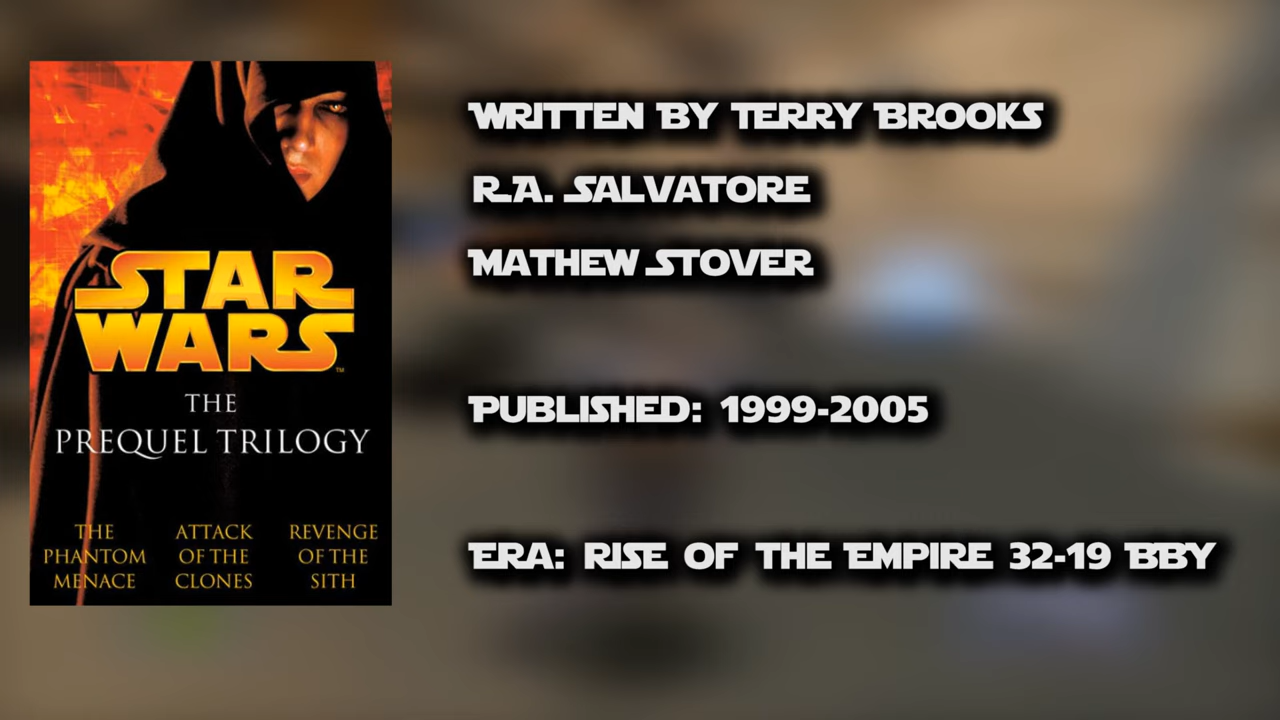 STAR
WARS
™
THE
PREQUEL TRILOGY
THE
PHANTOM
MENACE
ATTACK
OF THE
CLONES
REVENGE
OF THE
SITH
WRITTEN BY TERRY BROOKS
R.A. SALVATORE
MATHEW STOVER
PUBLISHED: 1999-2005
ERA: RISE OF THE EMPIRE 32-19 BBY